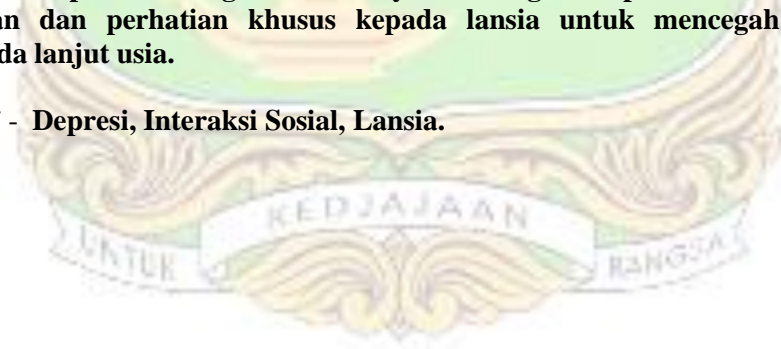 an dan perhatian khusus kepada lansia untuk mencegah
da lanjut usia.
- Depresi, Interaksi Sosial, Lansia.
KEDJAJAAN
UNTUK
BANGSA